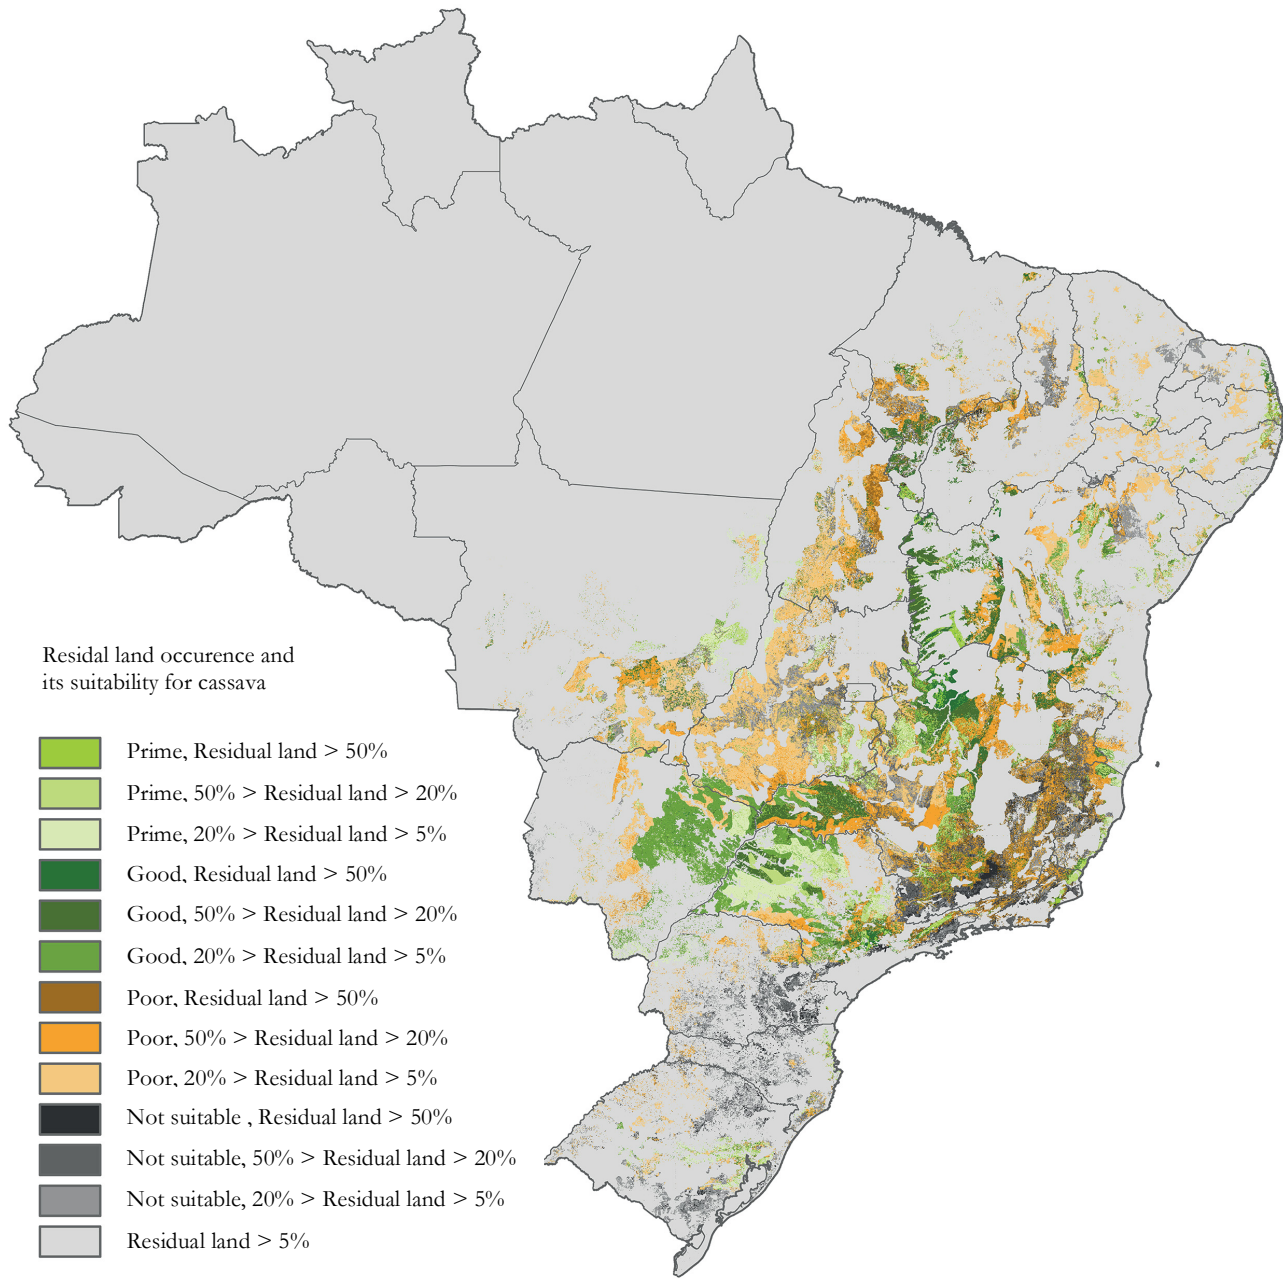 Residal land occurence and
its suitability for cassava
Prime, Residual land > 50%
Prime, 50% > Residual land > 20%
Prime, 20% > Residual land > 5%
Good, Residual land > 50%
Good, 50% > Residual land > 20%
Good, 20% > Residual land > 5%
Poor, Residual land > 50%
Poor, 50% > Residual land > 20%
Poor, 20% > Residual land > 5%
Not suitable , Residual land > 50%
Not suitable, 50% > Residual land > 20%
Not suitable, 20% > Residual land > 5%
Residual land > 5%